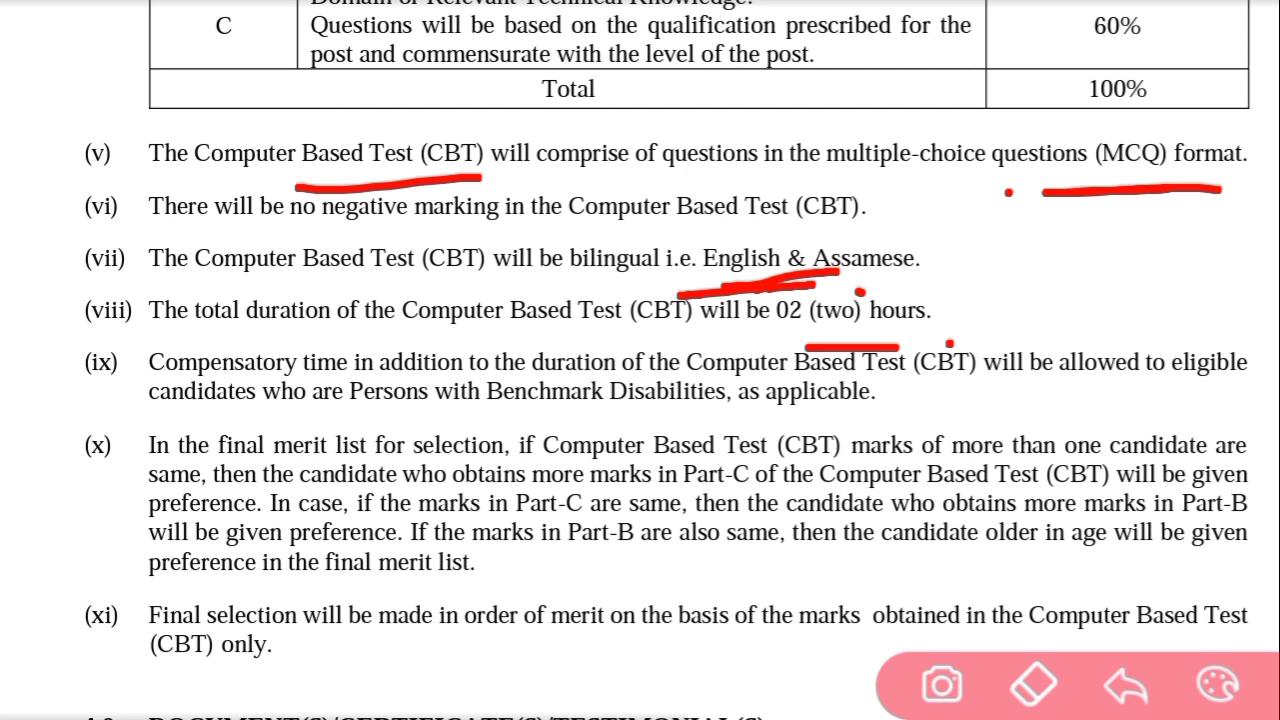 Domain or Relevant Technical Knowledge:
C Questions will be based on the qualification prescribed for the 60%
post and commensurate with the level of the post.
Total 100%
(v) The Computer Based Test (CBT) will comprise of questions in the multiple-choice questions (MCQ) format.
(vi) There will be no negative marking in the Computer Based Test (CBT).
(vii) The Computer Based Test (CBT) will be bilingual i.e. English & Assamese.
(viii) The total duration of the Computer Based Test (CBT) will be 02 (two) hours.
(ix) Compensatory time in addition to the duration of the Computer Based Test (CBT) will be allowed to eligible
candidates who are Persons with Benchmark Disabilities, as applicable.
(x) In the final merit list for selection, if Computer Based Test (CBT) marks of more than one candidate are
same, then the candidate who obtains more marks in Part-C of the Computer Based Test (CBT) will be given
preference. In case, if the marks in Part-C are same, then the candidate who obtains more marks in Part-B
will be given preference. If the marks in Part-B are also same, then the candidate older in age will be given
preference in the final merit list.
(xi) Final selection will be made in order of merit on the basis of the marks obtained in the Computer Based Test
(CBT) only.
DOCUMENT(S)/CERTIFICATE(S)/TESTIMONIAL(S)